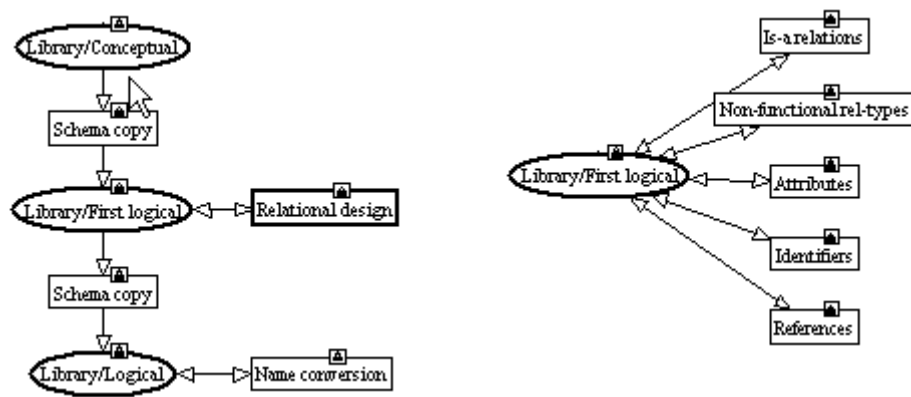 Library/Conceptual
Schema copy
Library/First logical
Relational design
Schema copy
Library/Logical
Name conversion
Is-a relations
Non-functional rel-types
Library/First logical
Attributes
Identifiers
References